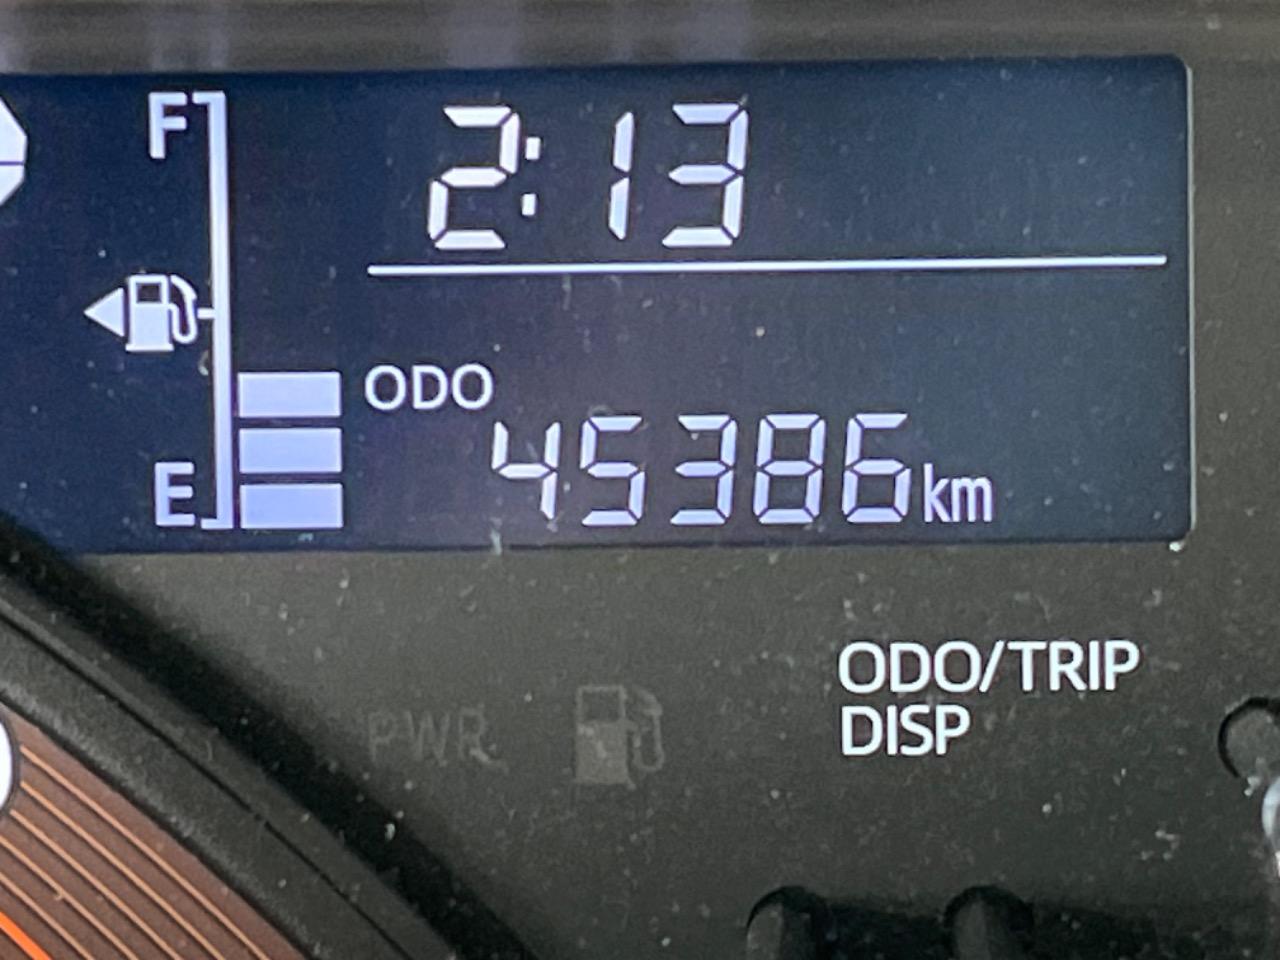 F
2:13
ODO
45386km
E
ODO/TRIP
DISP
PWR